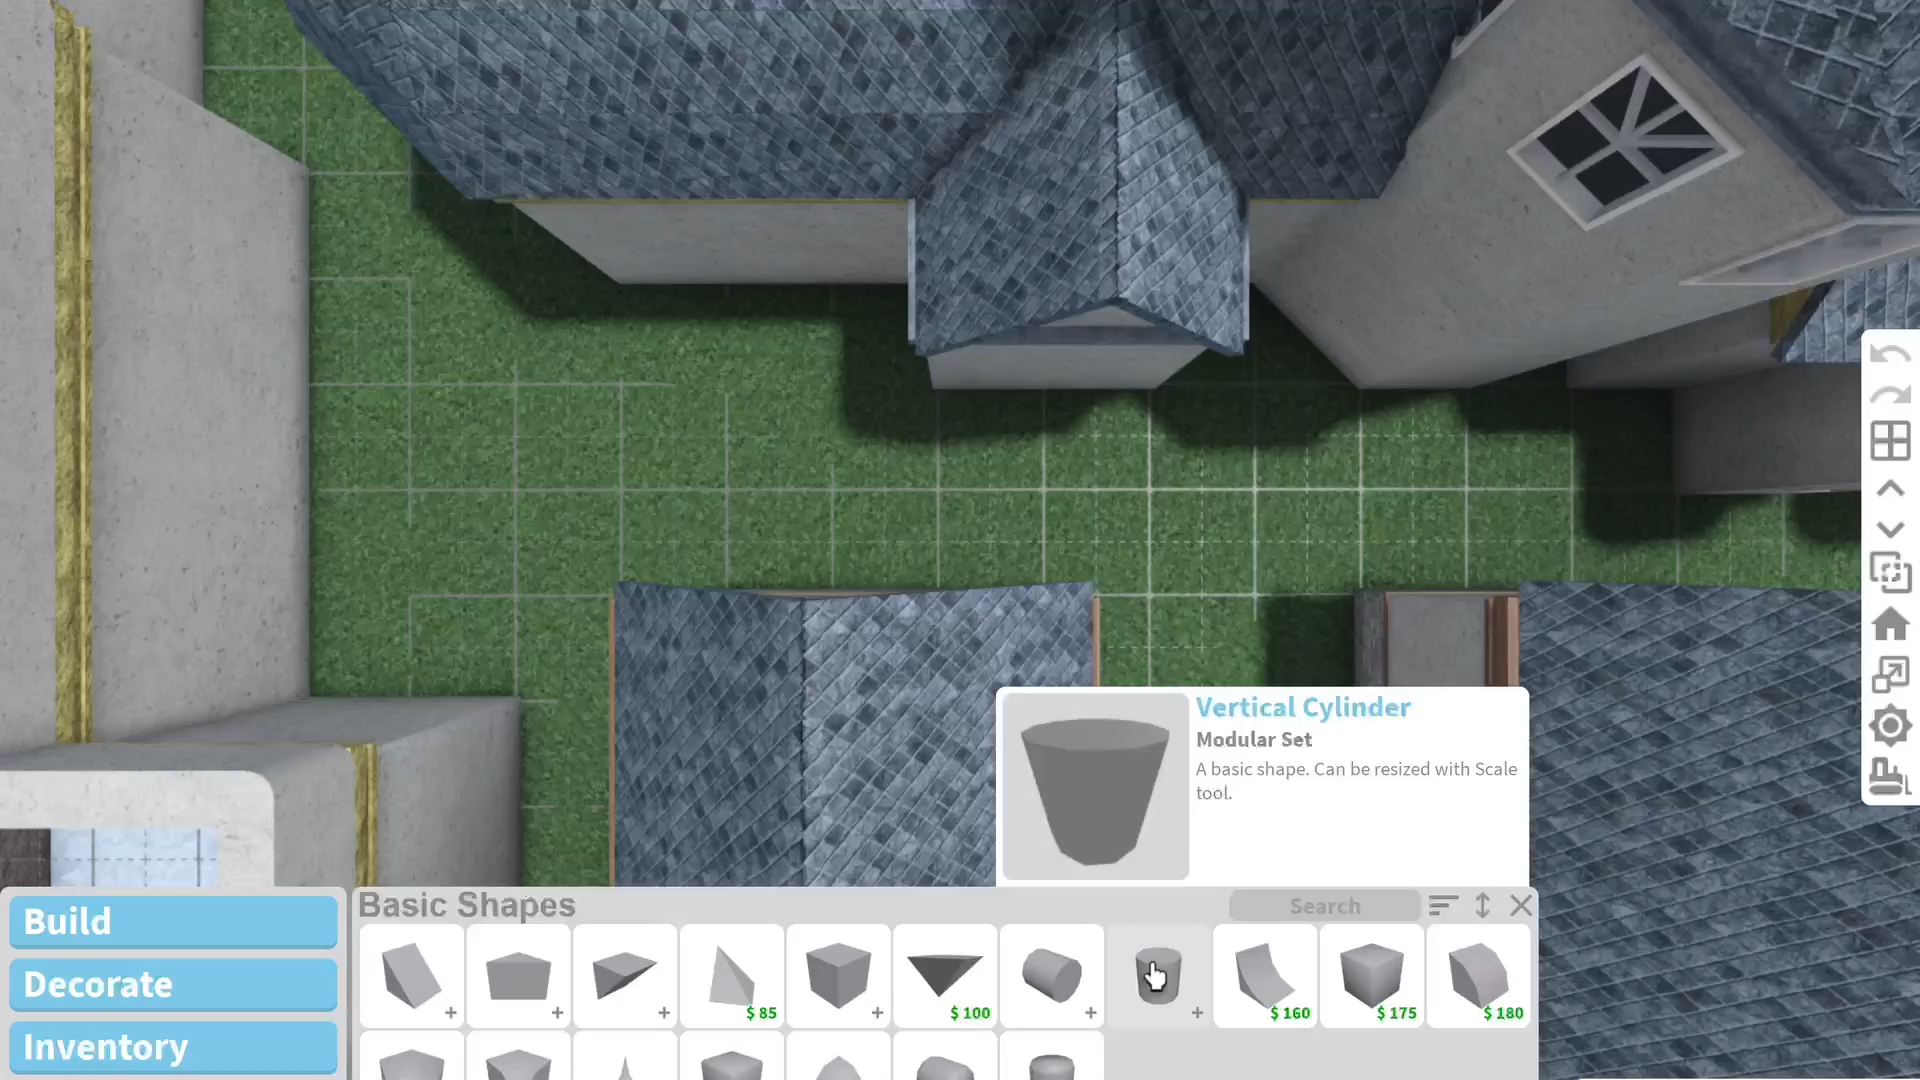 Vertical Cylinder
Modular Set
A basic shape. Can be resized with Scale
tool.
Build
Decorate
Inventory
Basic Shapes
Search
+
+
+
$ 85
+
$ 100
+
+
$ 160
$ 175
$ 180